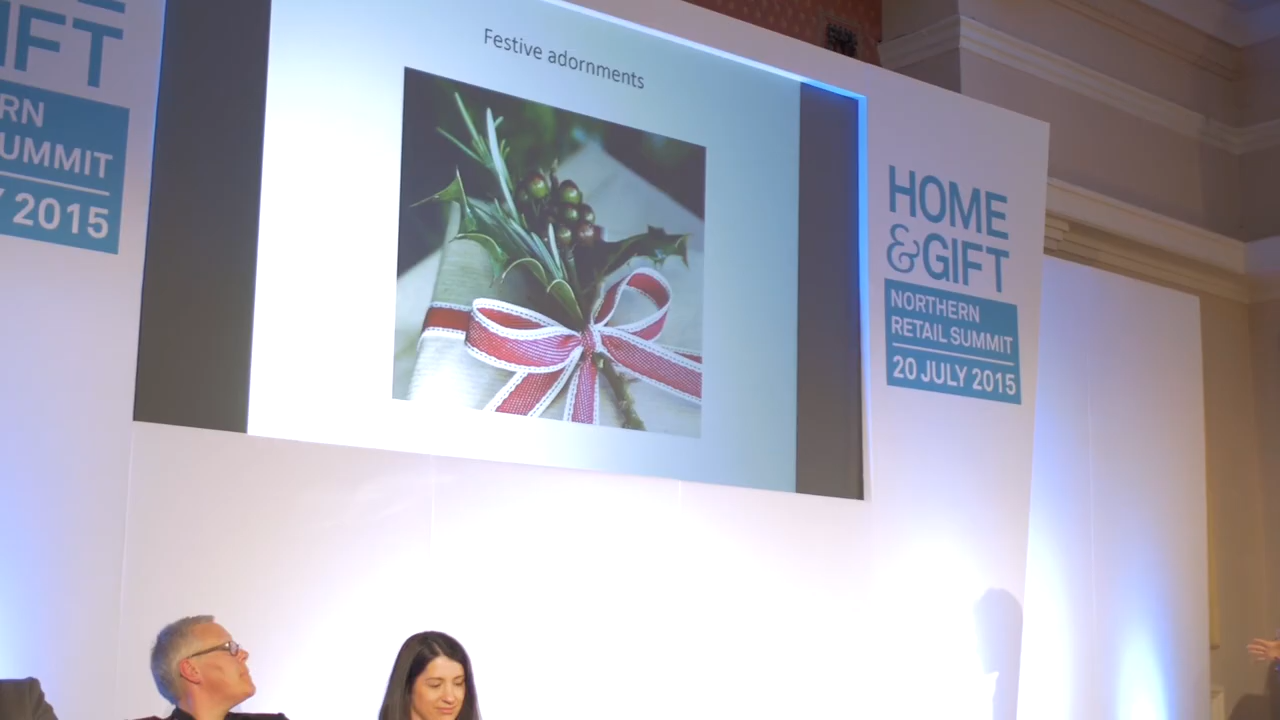 IFT
RN
UMMIT
2015
Festive adornments
HOME
&GIFT
NORTHERN
RETAIL SUMMIT
20 JULY 2015